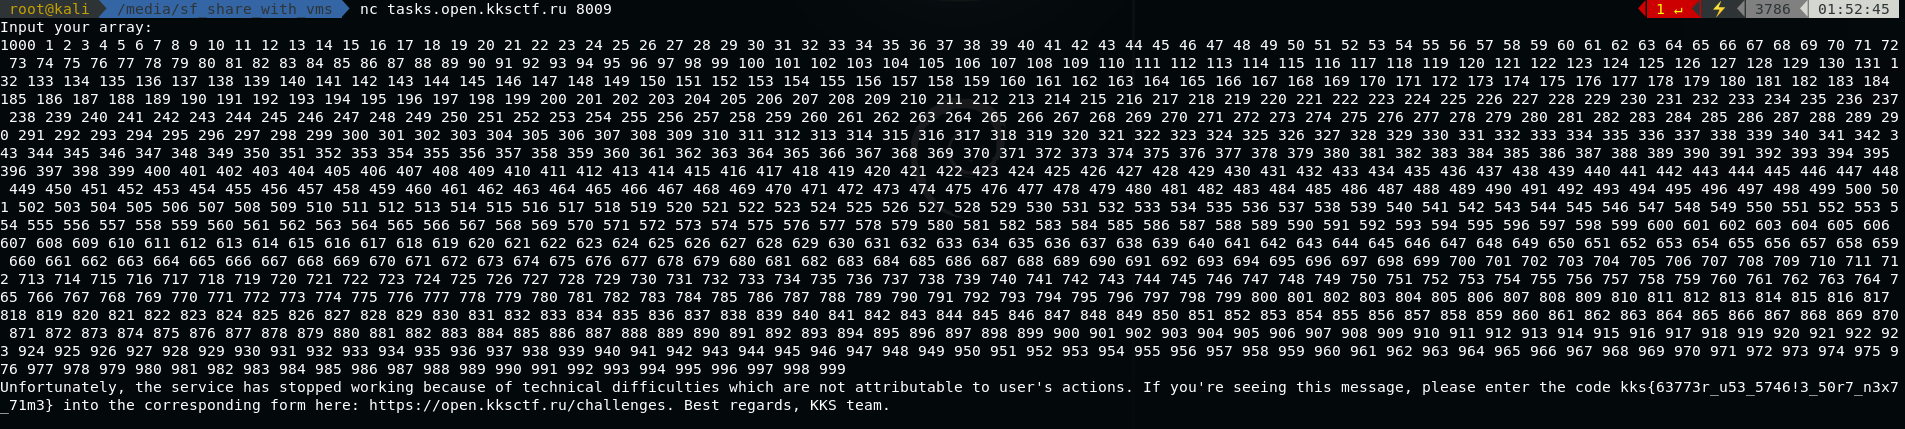 root@kali /media/sf_share_with_vms nc tasks.open.kksctf.ru 8009 1 ↵ ⚡ 3786 01:52:45
Input your array:
1000 1 2 3 4 5 6 7 8 9 10 11 12 13 14 15 16 17 18 19 20 21 22 23 24 25 26 27 28 29 30 31 32 33 34 35 36 37 38 39 40 41 42 43 44 45 46 47 48 49 50 51 52 53 54 55 56 57 58 59 60 61 62 63 64 65 66 67 68 69 70 71 72
73 74 75 76 77 78 79 80 81 82 83 84 85 86 87 88 89 90 91 92 93 94 95 96 97 98 99 100 101 102 103 104 105 106 107 108 109 110 111 112 113 114 115 116 117 118 119 120 121 122 123 124 125 126 127 128 129 130 131 1
32 133 134 135 136 137 138 139 140 141 142 143 144 145 146 147 148 149 150 151 152 153 154 155 156 157 158 159 160 161 162 163 164 165 166 167 168 169 170 171 172 173 174 175 176 177 178 179 180 181 182 183 184
185 186 187 188 189 190 191 192 193 194 195 196 197 198 199 200 201 202 203 204 205 206 207 208 209 210 211 212 213 214 215 216 217 218 219 220 221 222 223 224 225 226 227 228 229 230 231 232 233 234 235 236 237
238 239 240 241 242 243 244 245 246 247 248 249 250 251 252 253 254 255 256 257 258 259 260 261 262 263 264 265 266 267 268 269 270 271 272 273 274 275 276 277 278 279 280 281 282 283 284 285 286 287 288 289 29
0 291 292 293 294 295 296 297 298 299 300 301 302 303 304 305 306 307 308 309 310 311 312 313 314 315 316 317 318 319 320 321 322 323 324 325 326 327 328 329 330 331 332 333 334 335 336 337 338 339 340 341 342 3
43 344 345 346 347 348 349 350 351 352 353 354 355 356 357 358 359 360 361 362 363 364 365 366 367 368 369 370 371 372 373 374 375 376 377 378 379 380 381 382 383 384 385 386 387 388 389 390 391 392 393 394 395
396 397 398 399 400 401 402 403 404 405 406 407 408 409 410 411 412 413 414 415 416 417 418 419 420 421 422 423 424 425 426 427 428 429 430 431 432 433 434 435 436 437 438 439 440 441 442 443 444 445 446 447 448
449 450 451 452 453 454 455 456 457 458 459 460 461 462 463 464 465 466 467 468 469 470 471 472 473 474 475 476 477 478 479 480 481 482 483 484 485 486 487 488 489 490 491 492 493 494 495 496 497 498 499 500 50
1 502 503 504 505 506 507 508 509 510 511 512 513 514 515 516 517 518 519 520 521 522 523 524 525 526 527 528 529 530 531 532 533 534 535 536 537 538 539 540 541 542 543 544 545 546 547 548 549 550 551 552 553 5
54 555 556 557 558 559 560 561 562 563 564 565 566 567 568 569 570 571 572 573 574 575 576 577 578 579 580 581 582 583 584 585 586 587 588 589 590 591 592 593 594 595 596 597 598 599 600 601 602 603 604 605 606
607 608 609 610 611 612 613 614 615 616 617 618 619 620 621 622 623 624 625 626 627 628 629 630 631 632 633 634 635 636 637 638 639 640 641 642 643 644 645 646 647 648 649 650 651 652 653 654 655 656 657 658 659
660 661 662 663 664 665 666 667 668 669 670 671 672 673 674 675 676 677 678 679 680 681 682 683 684 685 686 687 688 689 690 691 692 693 694 695 696 697 698 699 700 701 702 703 704 705 706 707 708 709 710 711 71
2 713 714 715 716 717 718 719 720 721 722 723 724 725 726 727 728 729 730 731 732 733 734 735 736 737 738 739 740 741 742 743 744 745 746 747 748 749 750 751 752 753 754 755 756 757 758 759 760 761 762 763 764 7
65 766 767 768 769 770 771 772 773 774 775 776 777 778 779 780 781 782 783 784 785 786 787 788 789 790 791 792 793 794 795 796 797 798 799 800 801 802 803 804 805 806 807 808 809 810 811 812 813 814 815 816 817
818 819 820 821 822 823 824 825 826 827 828 829 830 831 832 833 834 835 836 837 838 839 840 841 842 843 844 845 846 847 848 849 850 851 852 853 854 855 856 857 858 859 860 861 862 863 864 865 866 867 868 869 870
871 872 873 874 875 876 877 878 879 880 881 882 883 884 885 886 887 888 889 890 891 892 893 894 895 896 897 898 899 900 901 902 903 904 905 906 907 908 909 910 911 912 913 914 915 916 917 918 919 920 921 922 92
3 924 925 926 927 928 929 930 931 932 933 934 935 936 937 938 939 940 941 942 943 944 945 946 947 948 949 950 951 952 953 954 955 956 957 958 959 960 961 962 963 964 965 966 967 968 969 970 971 972 973 974 975 9
76 977 978 979 980 981 982 983 984 985 986 987 988 989 990 991 992 993 994 995 996 997 998 999
Unfortunately, the service has stopped working because of technical difficulties which are not attributable to user's actions. If you're seeing this message, please enter the code kks{63773r_u53_5746!3_50r7_n3x7
_71m3} into the corresponding form here: https://open.kksctf.ru/challenges. Best regards, KKS team.